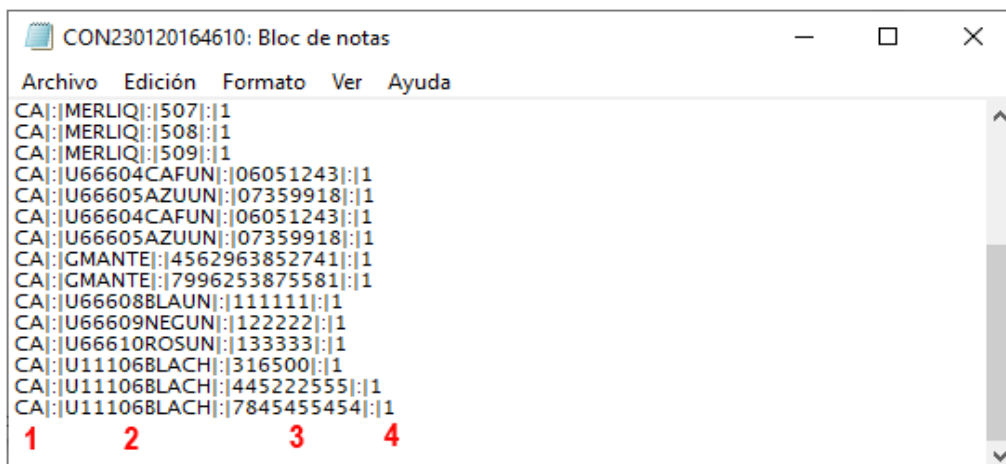 CON230120164610: Bloc de notas
Archivo Edición Formato Ver Ayuda
CA|:|MERLIQ|:|507|:|1
CA|:|MERLIQ|:|508|:|1
CA|:|MERLIQ|:|509|:|1
CA|:|U66604CAFUN|:|06051243|:|1
CA|:|U66605AZUUN|:|07359918|:|1
CA|:|U66604CAFUN|:|06051243|:|1
CA|:|U66605AZUUN|:|07359918|:|1
CA|:|GMANTE|:|4562963852741|:|1
CA|:|GMANTE|:|7996253875581|:|1
CA|:|U66608BLAUN|:|111111|:|1
CA|:|U66609NEGUN|:|122222|:|1
CA|:|U66610ROSUN|:|133333|:|1
CA|:|U11106BLACH|:|316500|:|1
CA|:|U11106BLACH|:|445222555|:|1
CA|:|U11106BLACH|:|7845455454|:|1
1 2 3 4